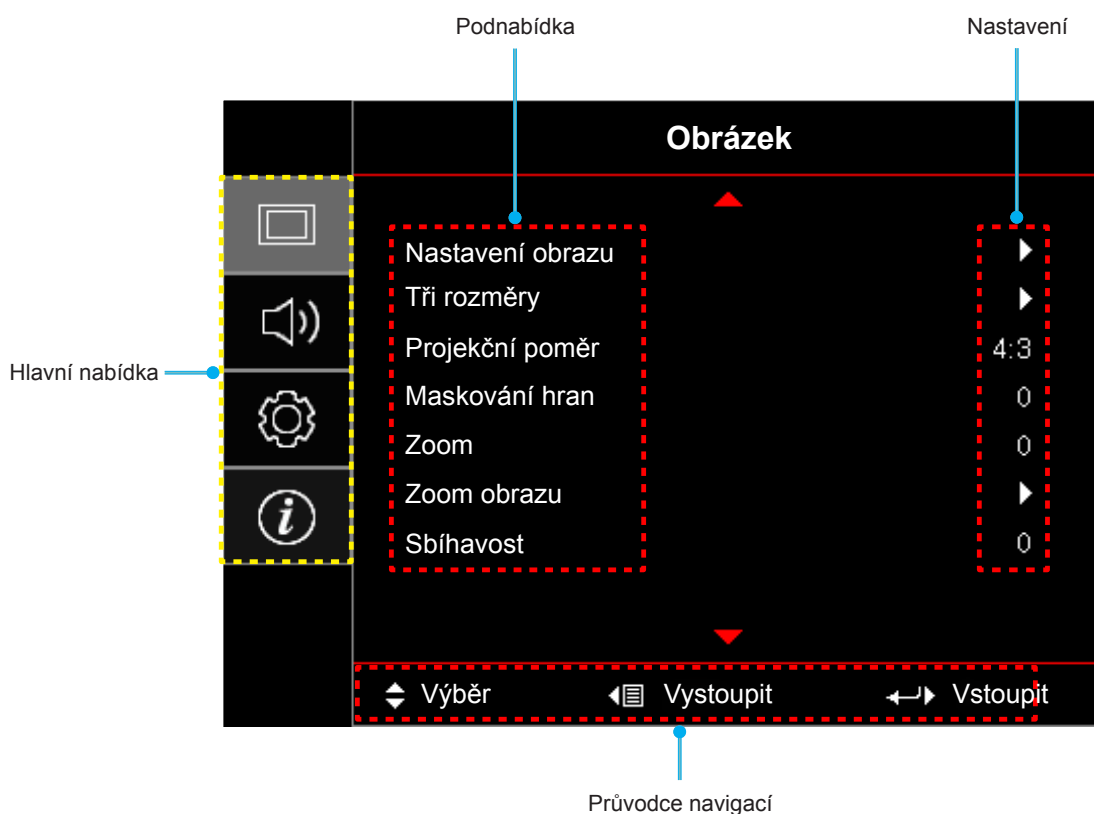 Podnabídka Nastavení
Obrázek
Nastavení obrazu
Tři rozměry
Projekční poměr 4:3
Hlavní nabídka
Maskování hran 0
Zoom 0
Zoom obrazu
Sbíhavost 0
Výběr Vystoupit Vstoupit
Průvodce navigací